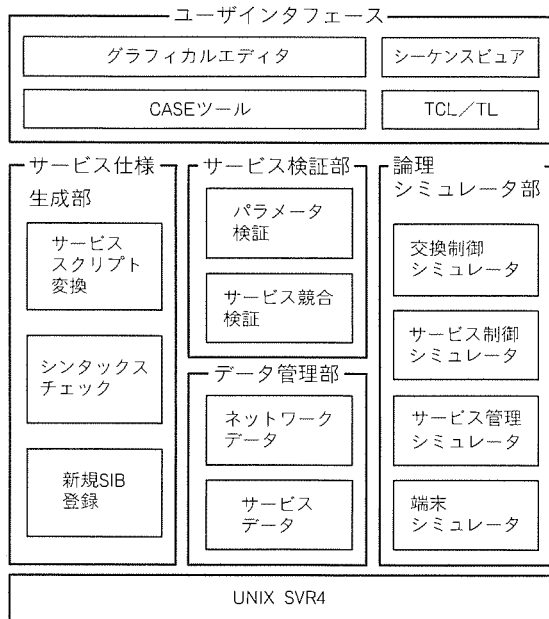 ユーザインタフェース
グラフィカルエディタ
シーケンスビュア
CASEツール
TCL／TL
サービス仕様
生成部
サービス
スクリプト
変換
シンタックス
チェック
新規SIB
登録
サービス検証部
パラメータ
検証
サービス競合
検証
データ管理部
ネットワーク
データ
サービス
データ
論理
シミュレータ部
交換制御
シミュレータ
サービス制御
シミュレータ
サービス管理
シミュレータ
端末
シミュレータ
UNIX SVR4